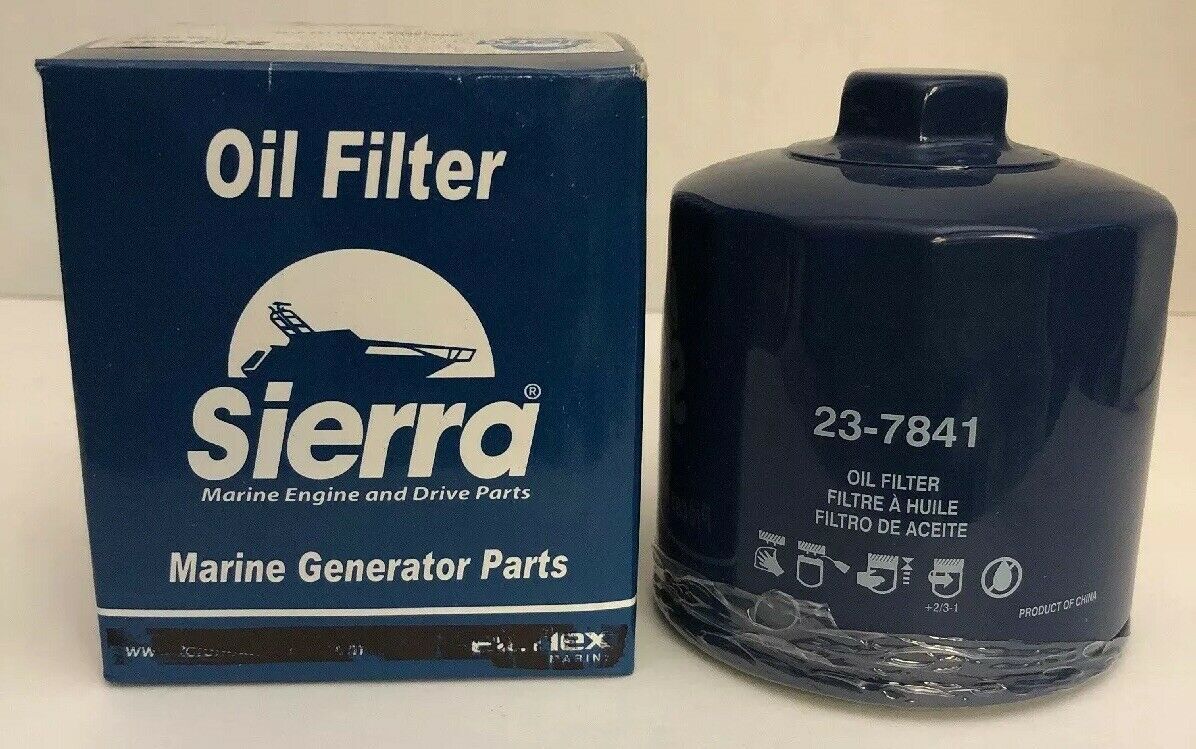 Oil Filter
Sierra®
Marine Engine and Drive Parts
Marine Generator Parts
23-7841
OIL FILTER
FILTRE À HUILE
FILTRO DE ACEITE
+2/3-1
PRODUCT OF CHINA